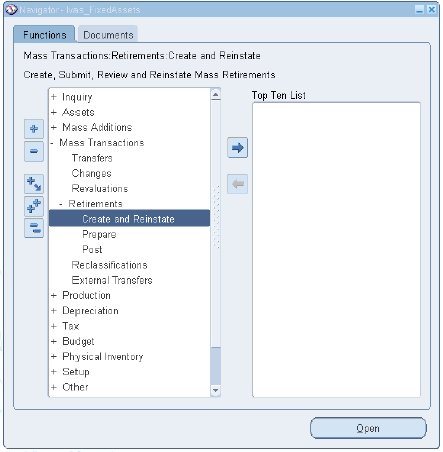 Navigator - Ivas_FixedAssets
Functions
Documents
Mass Transactions:Retirements:Create and Reinstate
Create, Submit, Review and Reinstate Mass Retirements
+ Inquiry
+ Assets
+ Mass Additions
- Mass Transactions
Transfers
Changes
Revaluations
- Retirements
Create and Reinstate
Prepare
Post
Reclassifications
External Transfers
+ Production
+ Depreciation
+ Tax
+ Budget
+ Physical Inventory
+ Setup
+ Other
Top Ten List
Open